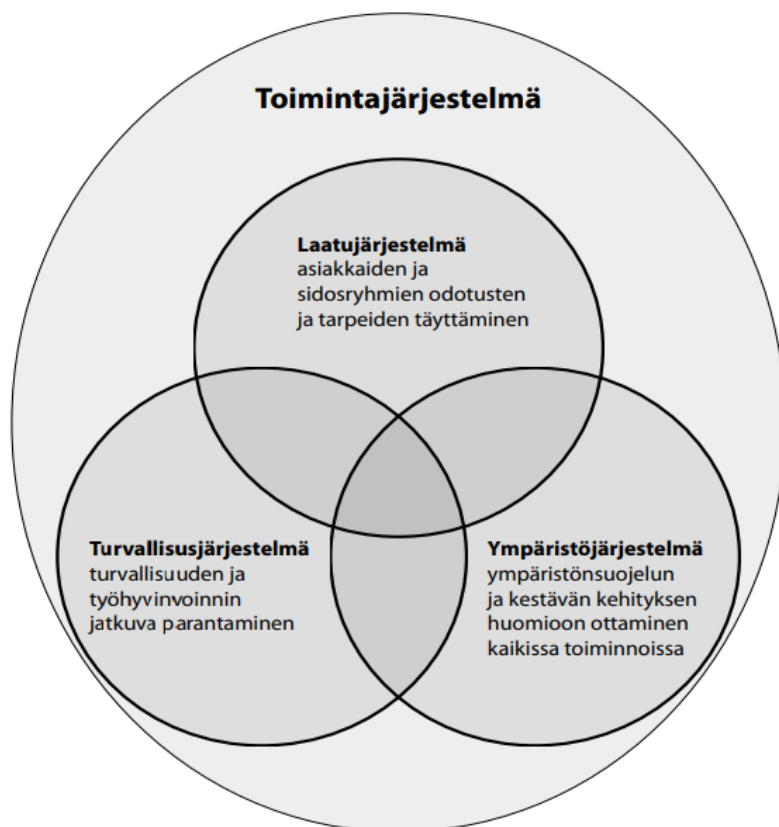 Toimintajärjestelmä
Laatujärjestelmä
asiakkaiden ja
sidosryhmien odotusten
ja tarpeiden täyttäminen
Turvallisusjärjestelmä
turvallisuuden ja
työhyvinvoinnin
jatkuva parantaminen
Ympäristöjärjestelmä
ympäristönsuojelun
ja kestävän kehityksen
huomioon ottaminen
kaikissa toiminnoissa